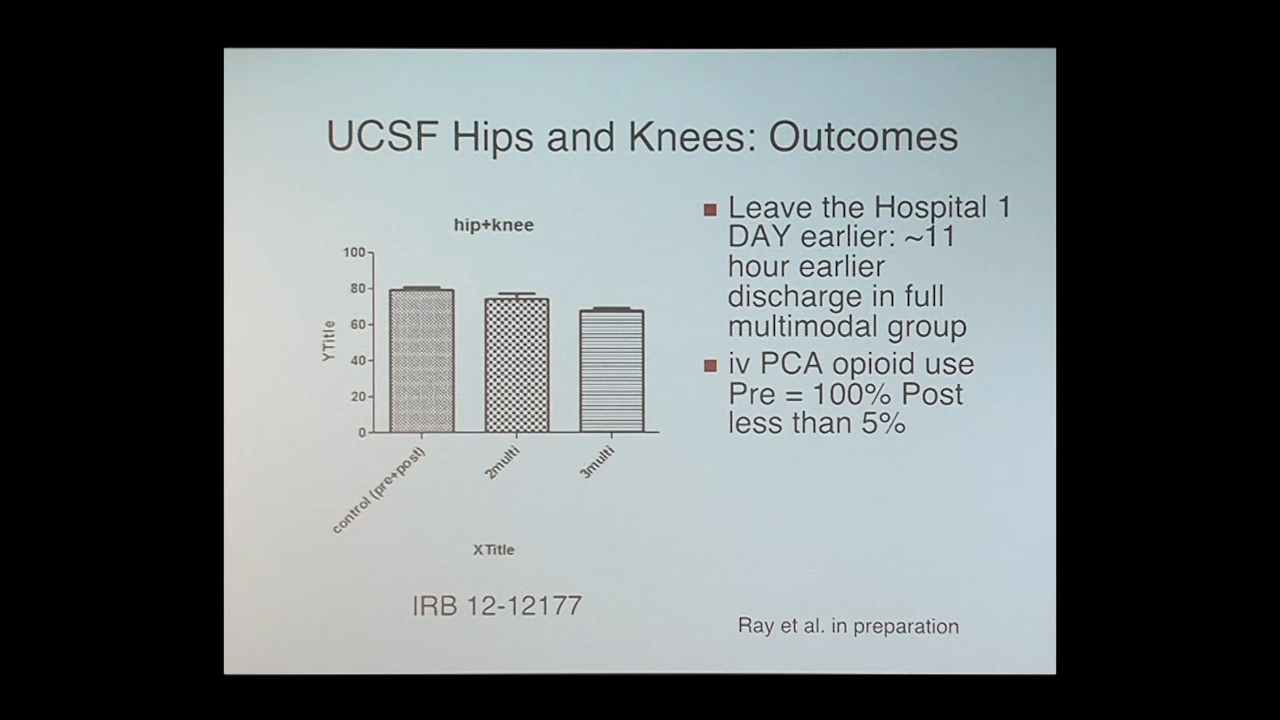 UCSF Hips and Knees: Outcomes
hip+knee
100
80
60
40
20
0
YTitle
control (pre+post)
2multi
3multi
XTitle
IRB 12-12177
■ Leave the Hospital 1
DAY earlier: ~11
hour earlier
discharge in full
multimodal group
■ iv PCA opioid use
Pre = 100% Post
less than 5%
Ray et al. in preparation